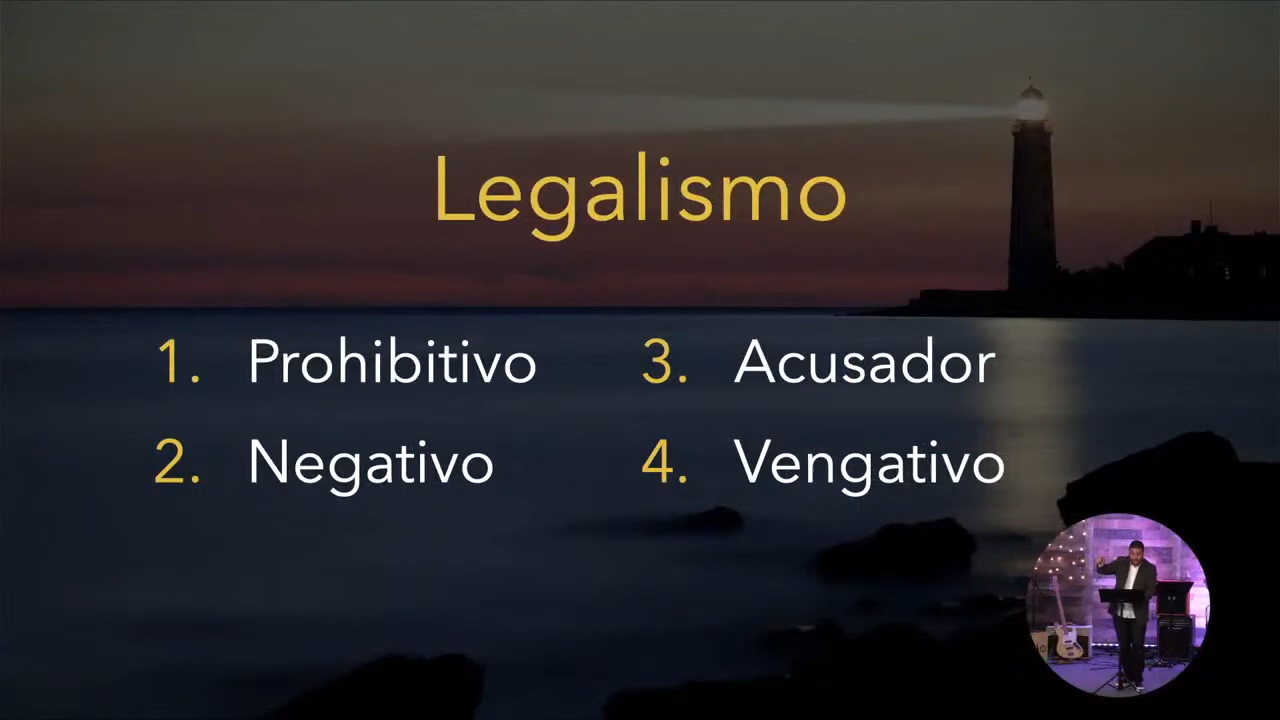 Legalismo
1. Prohibitivo
2. Negativo
3. Acusador
4. Vengativo